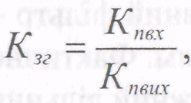 K_зг = K_пвх / K_пвих,